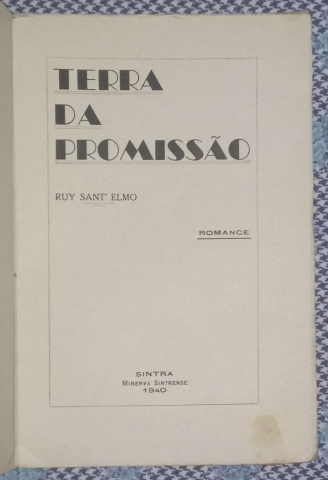 TERRA
DA
PROMISSÃO
RUY SANT' ELMO
ROMANCE
SINTRA
MINERVA SINTRENSE
1940